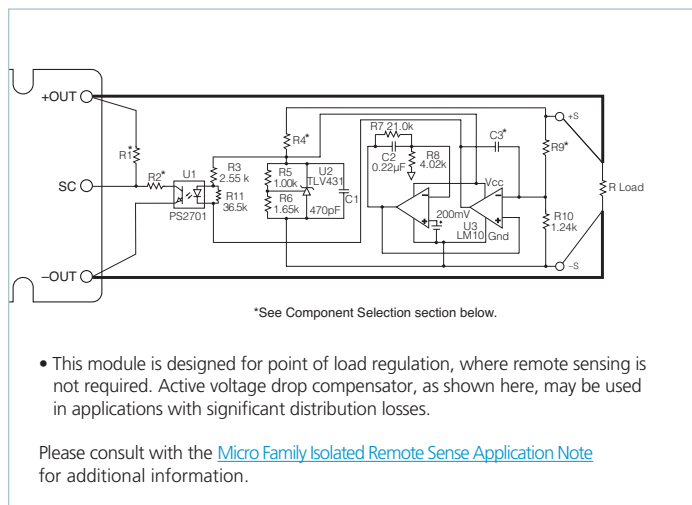 +OUT
SC
–OUT
R1*
R2*
U1
PS2701
R3
2.55 k
R11
36.5k
R4*
R5
1.00k
R6
1.65k
U2
TLV431
470pF
C1
R7 21.0k
C2
0.22µF
R8
4.02k
C3*
Vcc
200mV
U3
LM10
Gnd
R9*
R10
1.24k
+S
–S
R Load
*See Component Selection section below.
• This module is designed for point of load regulation, where remote sensing is
not required. Active voltage drop compensator, as shown here, may be used
in applications with significant distribution losses.
Please consult with the Micro Family Isolated Remote Sense Application Note
for additional information.